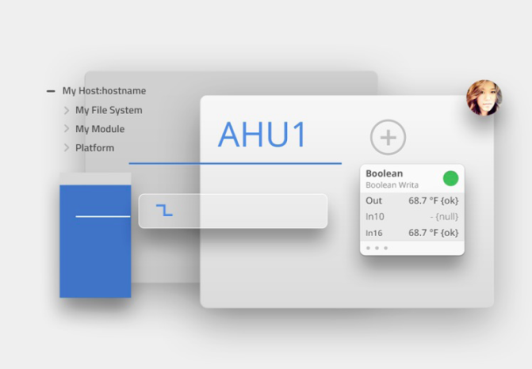 My Host:hostname
My File System
My Module
Platform
AHU1
Boolean
Boolean Writa
Out 68.7 °F {ok}
In10 - {null}
In16 68.7 °F {ok}